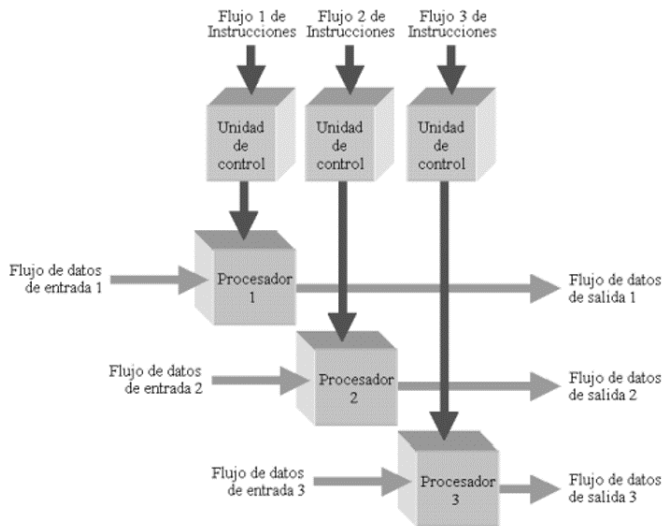 Flujo 1 de
Instrucciones
Flujo 2 de
Instrucciones
Flujo 3 de
Instrucciones
Unidad
de
control
Unidad
de
control
Unidad
de
control
Flujo de datos
de entrada 1
Procesador
1
Flujo de datos
de salida 1
Flujo de datos
de entrada 2
Procesador
2
Flujo de datos
de salida 2
Flujo de datos
de entrada 3
Procesador
3
Flujo de datos
de salida 3